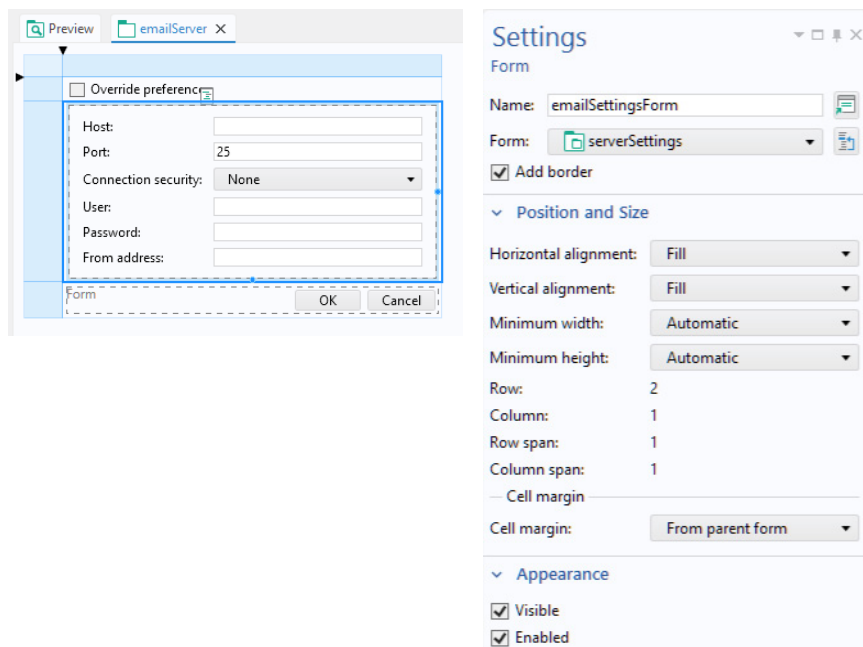 Preview
emailServer
Override preferenc
Host:
Port: 25
Connection security: None
User:
Password:
From address:
Form
OK Cancel
Settings
Form
Name: emailSettingsForm
Form: serverSettings
Add border
Position and Size
Horizontal alignment: Fill
Vertical alignment: Fill
Minimum width: Automatic
Minimum height: Automatic
Row: 2
Column: 1
Row span: 1
Column span: 1
Cell margin
Cell margin: From parent form
Appearance
Visible
Enabled